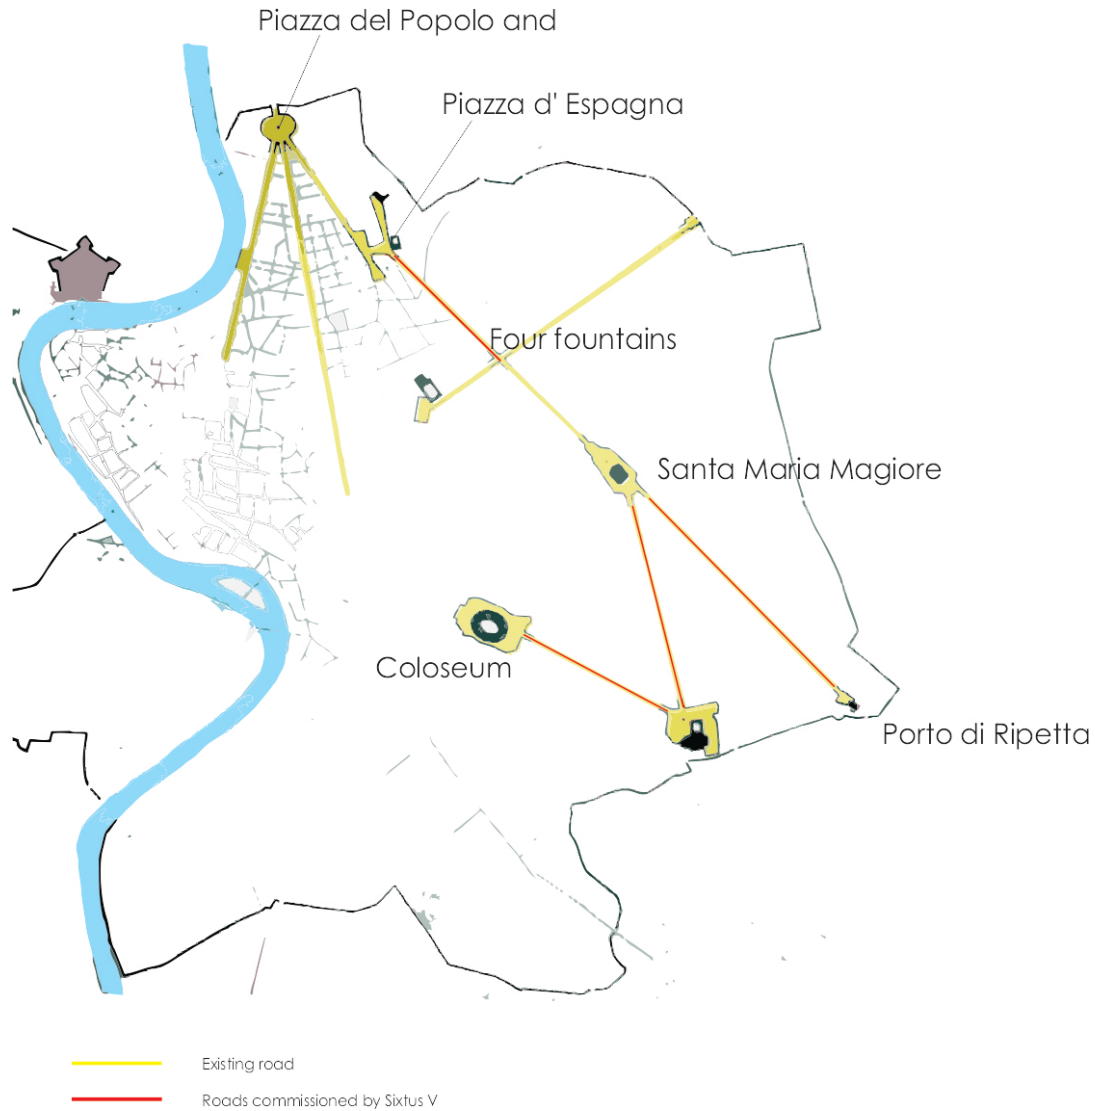 Piazza del Popolo and
Piazza d' Espagna
Four fountains
Santa Maria Magiore
Coloseum
Porto di Ripetta
Existing road
Roads commissioned by Sixtus V